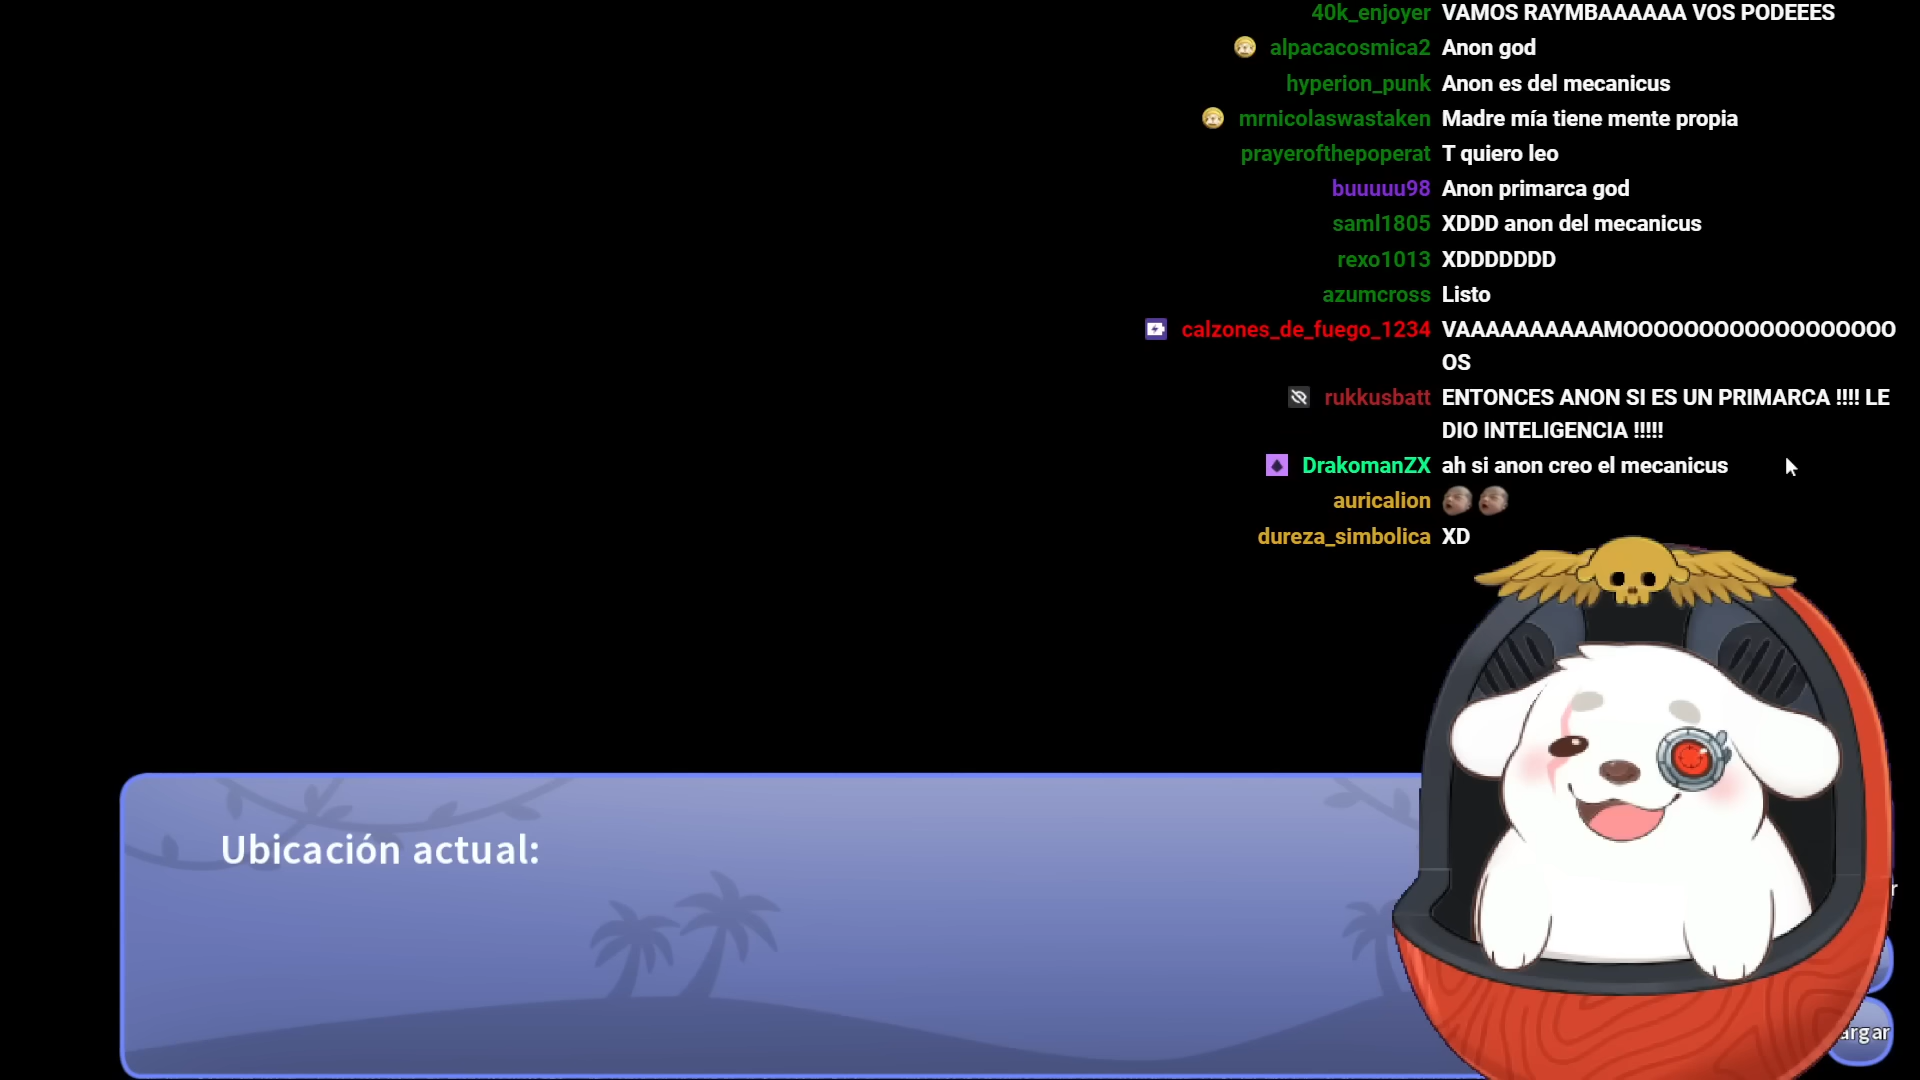 40k_enjoyer VAMOS RAYMBAAAAAA VOS PODEEES
alpacacosmica2 Anon god
hyperion_punk Anon es del mecanicus
mrnicolaswastaken Madre mía tiene mente propia
prayerofthepoperat T quiero leo
buuuuu98 Anon primarca god
saml1805 XDDD anon del mecanicus
rexo1013 XDDDDDDD
azumcross Listo
calzones_de_fuego_1234 VAAAAAAAAAAMOOOOOOOOOOOOOOOOOO
OS
rukkusbatt ENTONCES ANON SI ES UN PRIMARCA !!!! LE
DIO INTELIGENCIA !!!!!
DrakomanZX ah si anon creo el mecanicus
auricalion
dureza_simbolica XD
Ubicación actual: